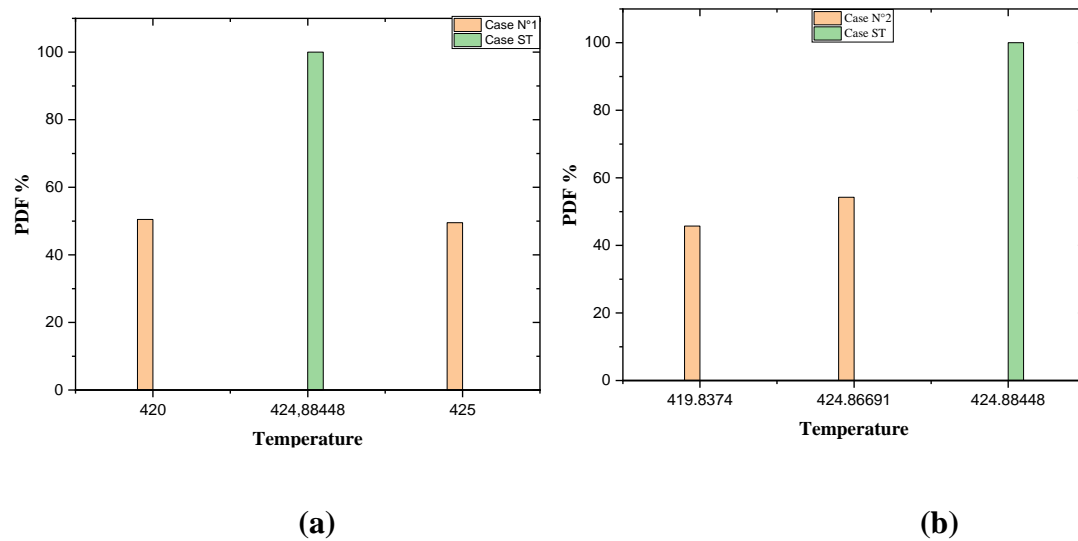 Case N°1
Case ST
100
80
60
40
20
0
PDF %
420
424,88448
425
Temperature
(a)
Case N°2
Case ST
100
80
60
40
20
0
PDF %
419.8374
424.86691
424.88448
Temperature
(b)